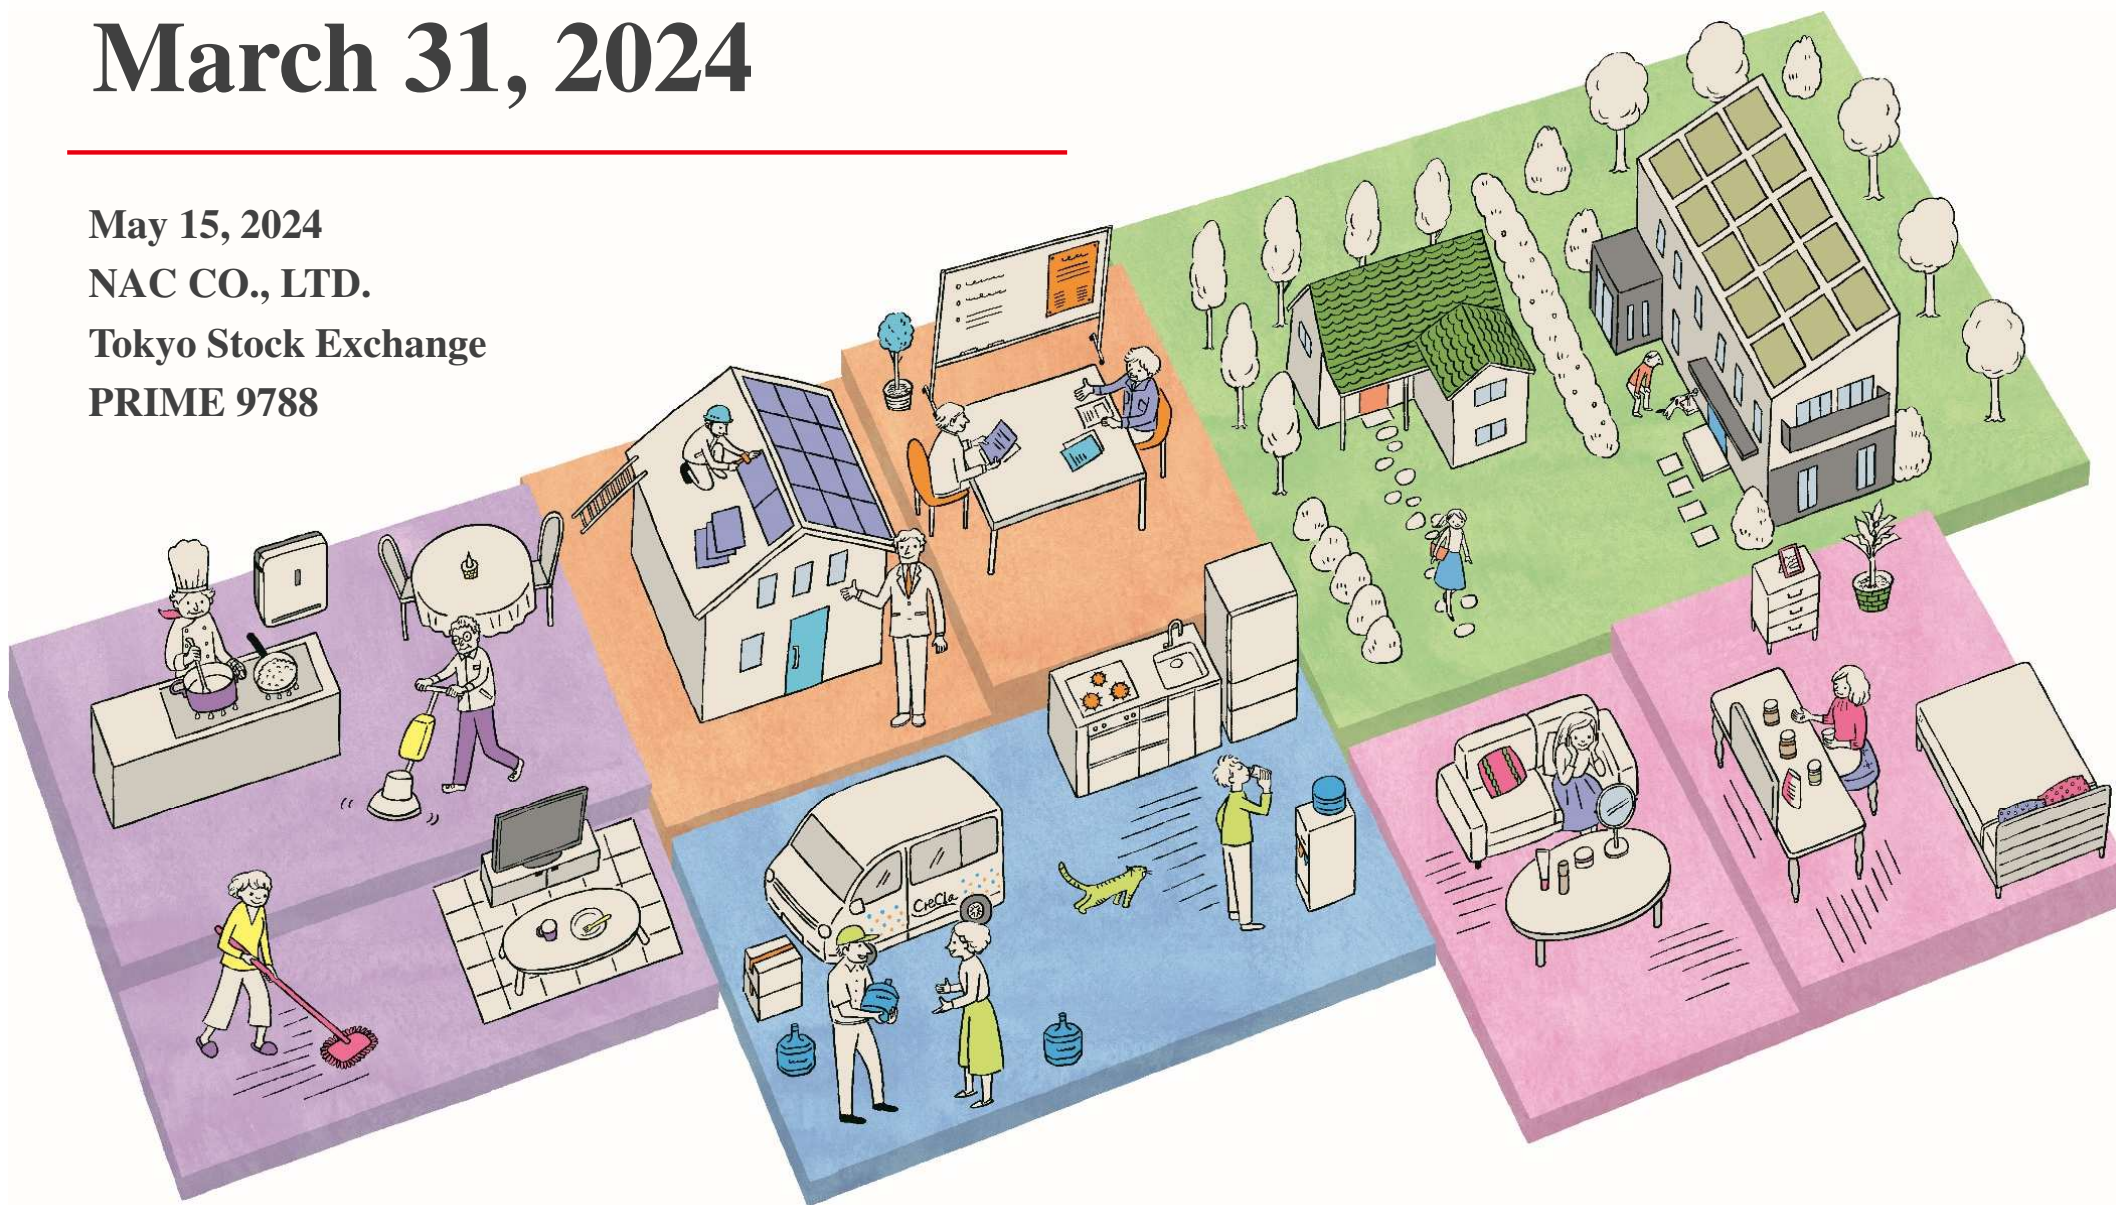 March 31, 2024
May 15, 2024
NAC CO., LTD.
Tokyo Stock Exchange
PRIME 9788
CreCla